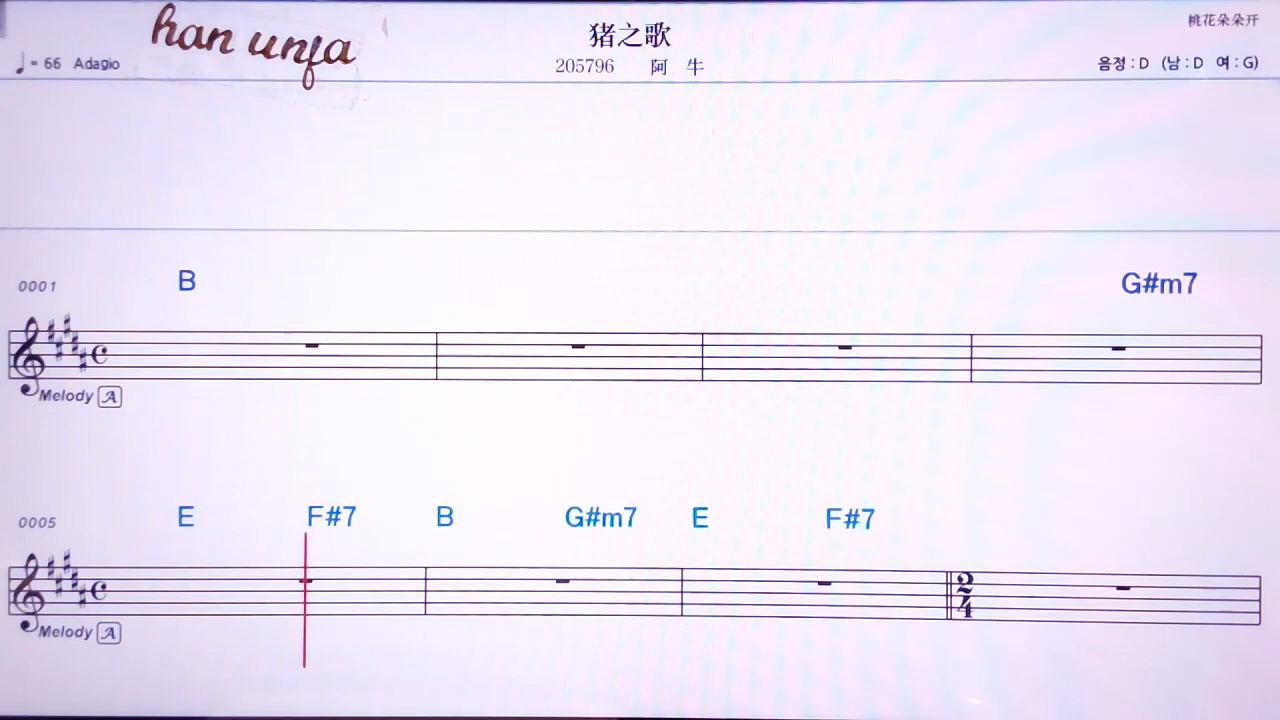 han unfa
猪之歌
桃花朵朵开
♩= 66 Adagio
205796 阿 牛
음정 : D (남 : D 여 : G)
0001
B
G#m7
Melody A
0005
E F#7 B G#m7 E F#7
2
4
Melody A